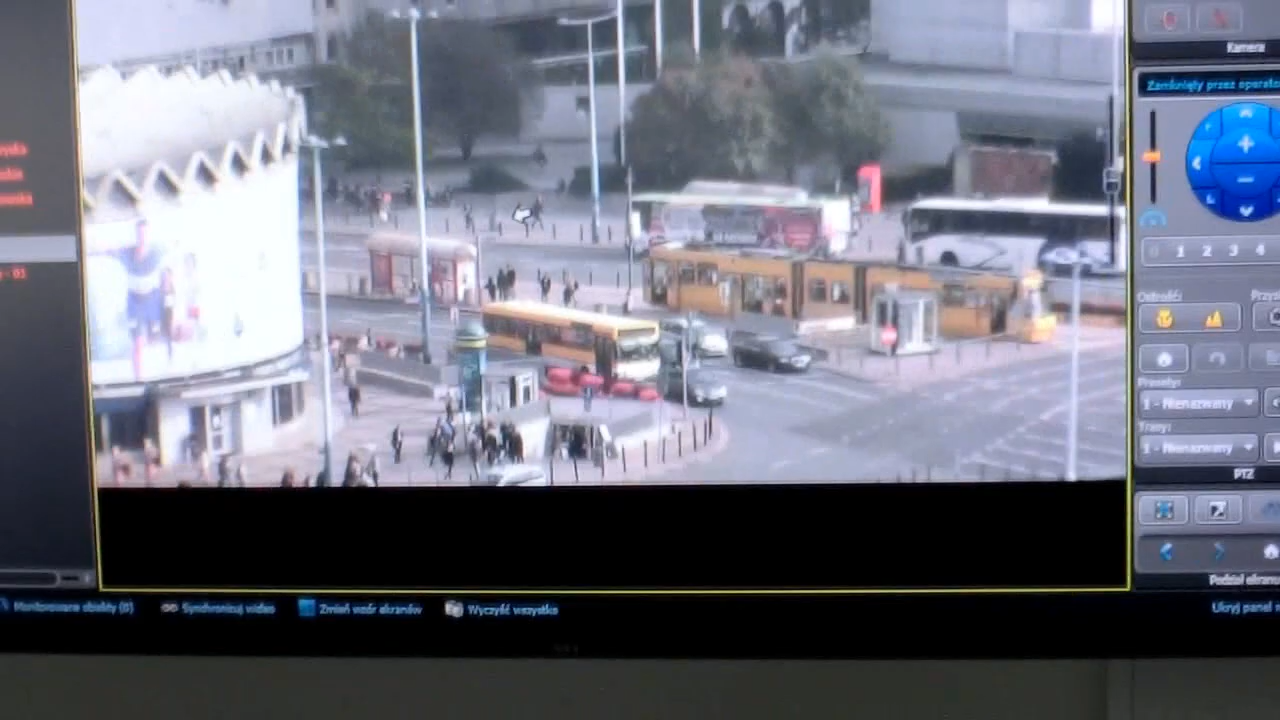 Kamera
Zamknięty przez operato
1 2 3 4
Ostrość:
Presety:
1 - Nienazwany
Trasy:
1 - Nienazwany
PTZ
Podział ekranu
Monitorowane obiekty (0)
Synchronizuj wideo
Zmień wzór ekranów
Wyczyść wszystko
Ukryj panel